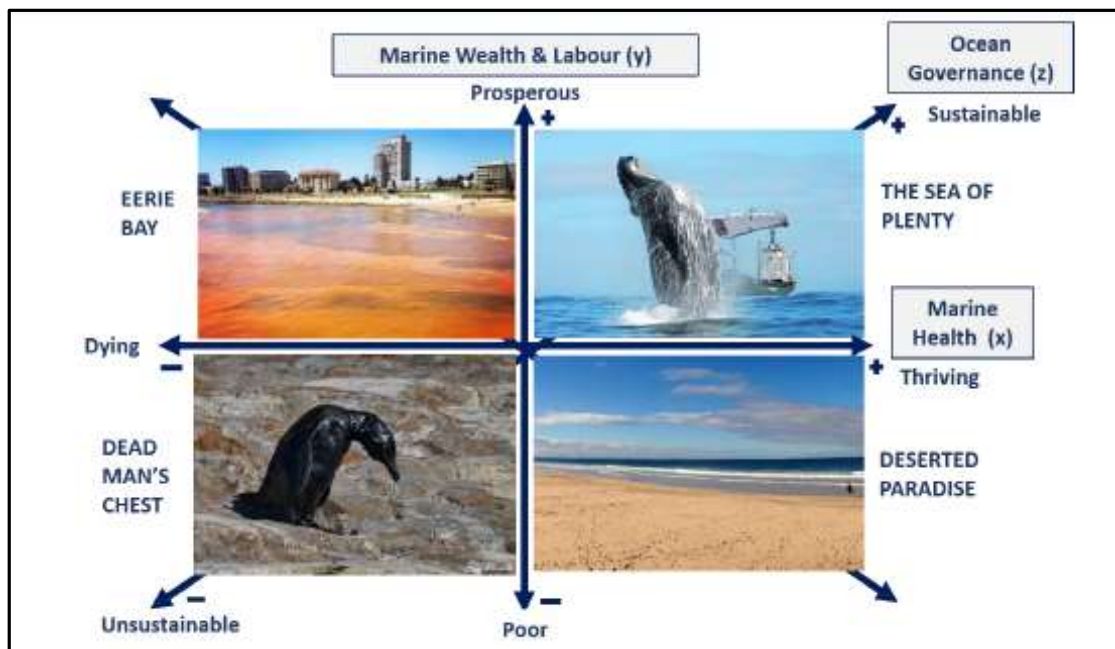 Marine Wealth & Labour (y)
Ocean
Governance (z)
Prosperous
+
+
Sustainable
EERIE
BAY
THE SEA OF
PLENTY
Marine
Health (x)
Dying
−
+
Thriving
DEAD
MAN'S
CHEST
DESERTED
PARADISE
−
−
Unsustainable
Poor